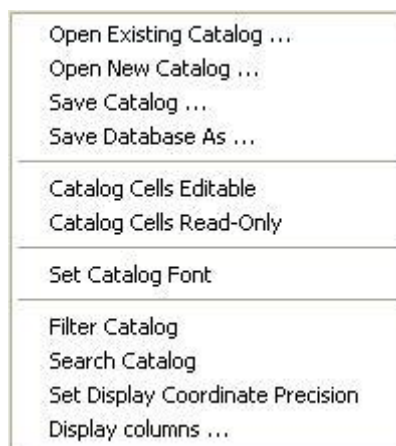 Open Existing Catalog ...
Open New Catalog ...
Save Catalog ...
Save Database As ...
Catalog Cells Editable
Catalog Cells Read-Only
Set Catalog Font
Filter Catalog
Search Catalog
Set Display Coordinate Precision
Display columns ...